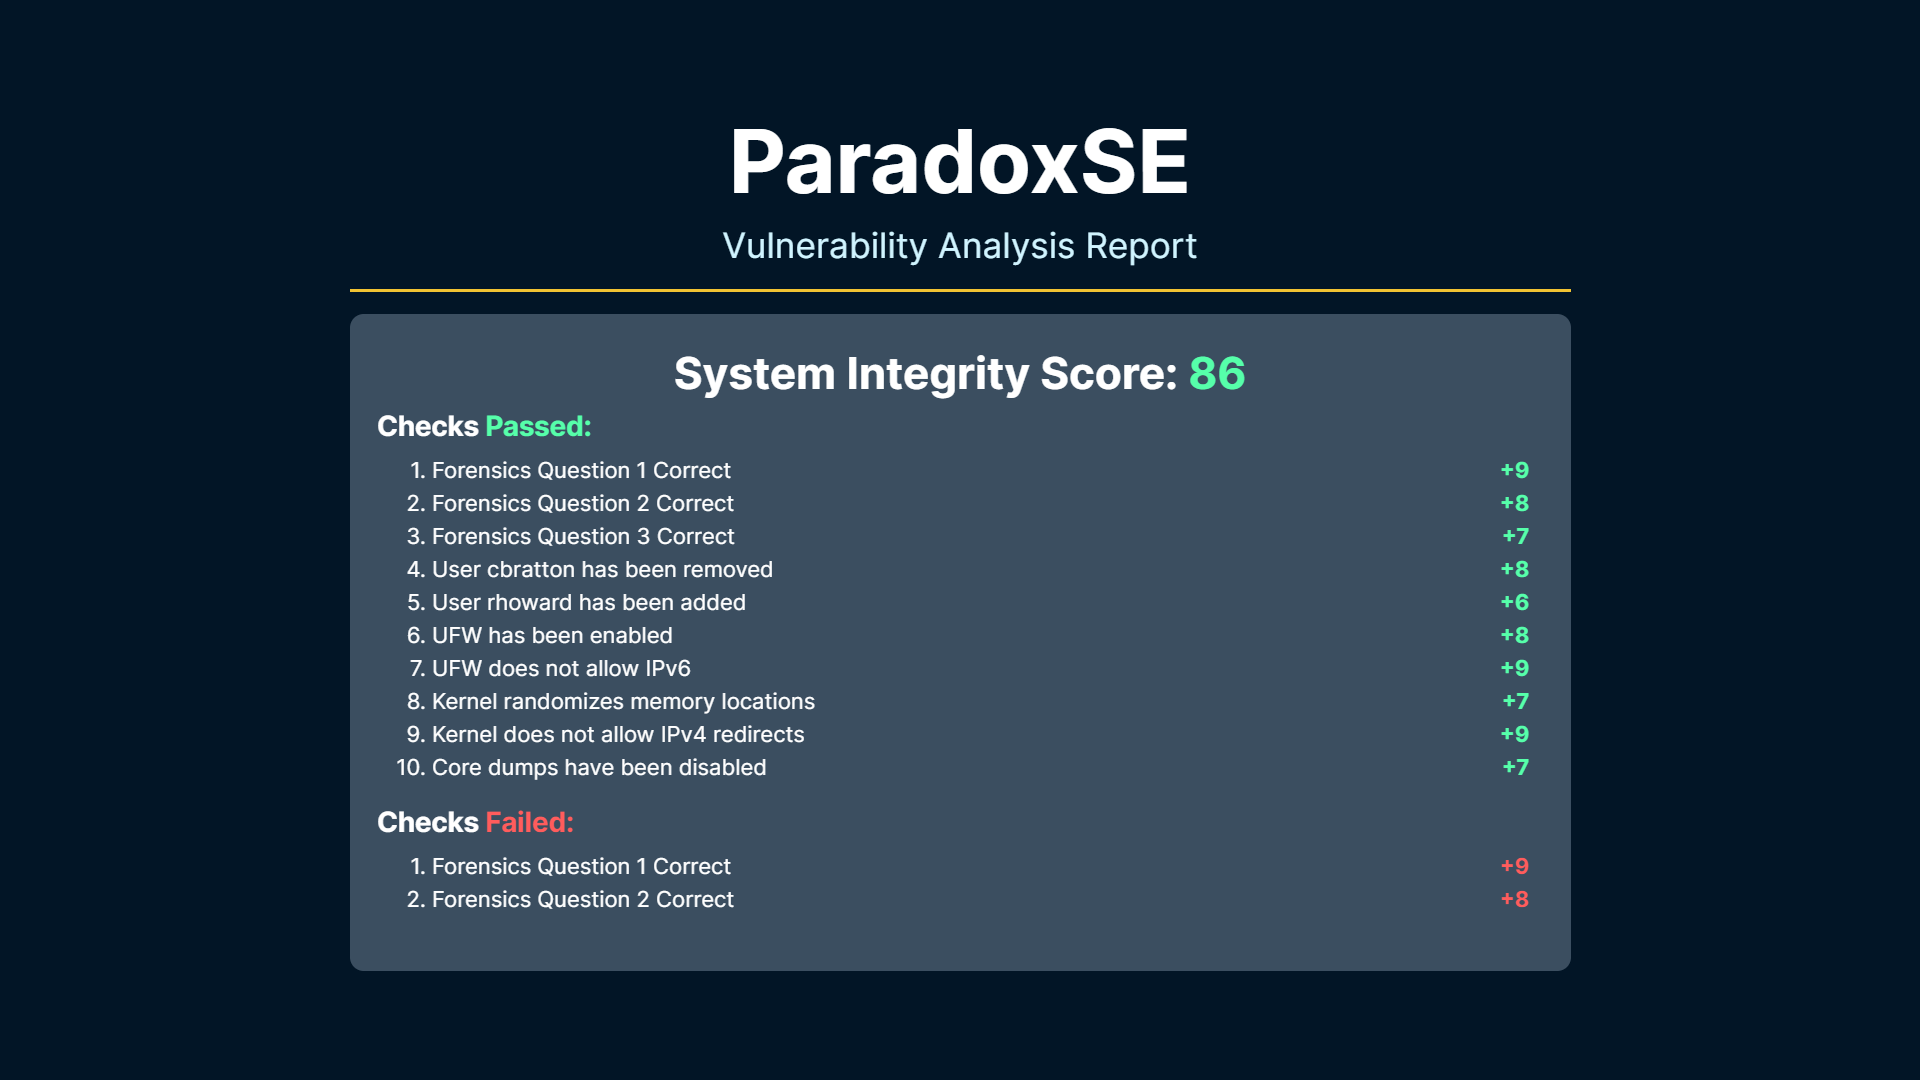 ParadoxSE
Vulnerability Analysis Report
System Integrity Score: 86
Checks Passed:
1. Forensics Question 1 Correct +9
2. Forensics Question 2 Correct +8
3. Forensics Question 3 Correct +7
4. User cbratton has been removed +8
5. User rhoward has been added +6
6. UFW has been enabled +8
7. UFW does not allow IPv6 +9
8. Kernel randomizes memory locations +7
9. Kernel does not allow IPv4 redirects +9
10. Core dumps have been disabled +7
Checks Failed:
1. Forensics Question 1 Correct +9
2. Forensics Question 2 Correct +8